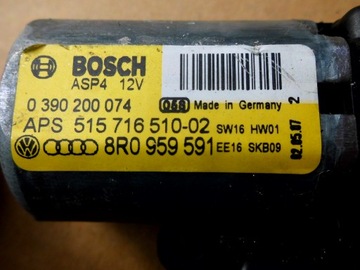 BOSCH
ASP4 12V
0 390 200 074 Made in Germany
APS 515 716 510-02 SW16 HW01
8R0 959 591 EE16 SKB09
02.05.17 2